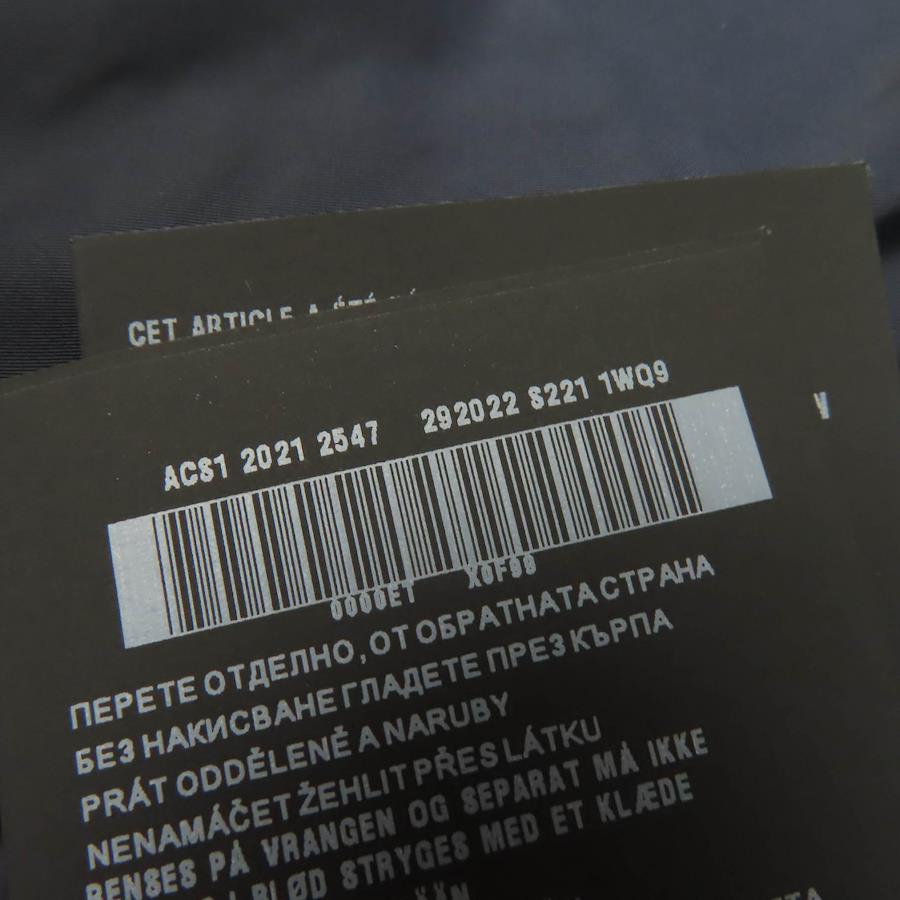 CET ARTICLE A ÉTÉ
ACS1 2021 2547 292022 S221 1WQ9
0000ET X0F99
ПЕРЕТЕ ОТДЕЛНО, ОТ ОБРАТНАТА СТРАНА
БЕЗ НАКИСВАНЕ ГЛАДЕТЕ ПРЕЗ КЪРПА
PRÁT ODDĚLENĚ A NARUBY
NENAMÁČET ŽEHLIT PŘES LÁTKU
RENSES PÅ VRANGEN OG SEPARAT MÅ IKKE
I BLØD STRYGES MED ET KLÆDE